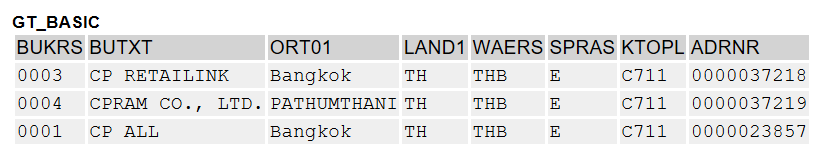 GT_BASIC
BUKRS BUTXT ORT01 LAND1 WAERS SPRAS KTOPL ADRNR
0003 CP RETAILINK Bangkok TH THB E C711 0000037218
0004 CPRAM CO., LTD. PATHUMTHANI TH THB E C711 0000037219
0001 CP ALL Bangkok TH THB E C711 0000023857